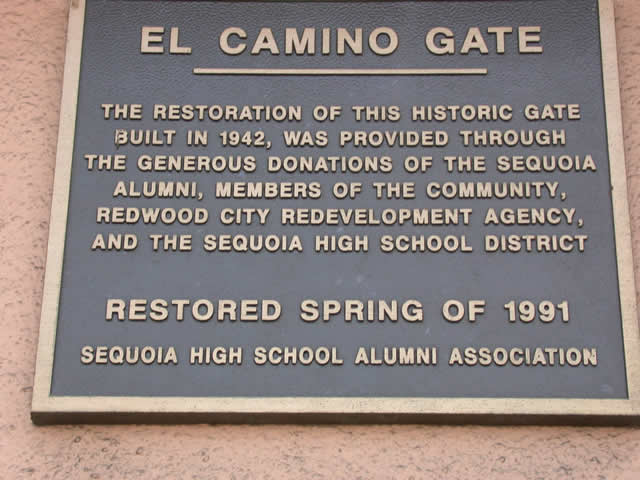 EL CAMINO GATE
THE RESTORATION OF THIS HISTORIC GATE
BUILT IN 1942, WAS PROVIDED THROUGH
THE GENEROUS DONATIONS OF THE SEQUOIA
ALUMNI, MEMBERS OF THE COMMUNITY,
REDWOOD CITY REDEVELOPMENT AGENCY,
AND THE SEQUOIA HIGH SCHOOL DISTRICT
RESTORED SPRING OF 1991
SEQUOIA HIGH SCHOOL ALUMNI ASSOCIATION